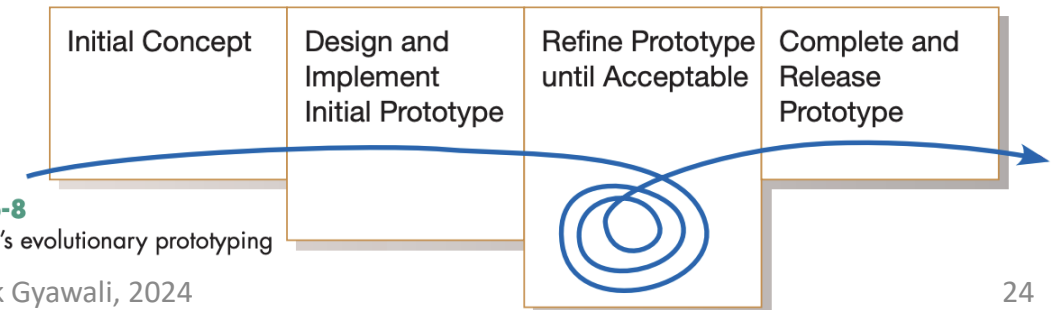 Initial Concept
Design and
Implement
Initial Prototype
Refine Prototype
until Acceptable
Complete and
Release
Prototype
-8
's evolutionary prototyping
Gyawali, 2024
24